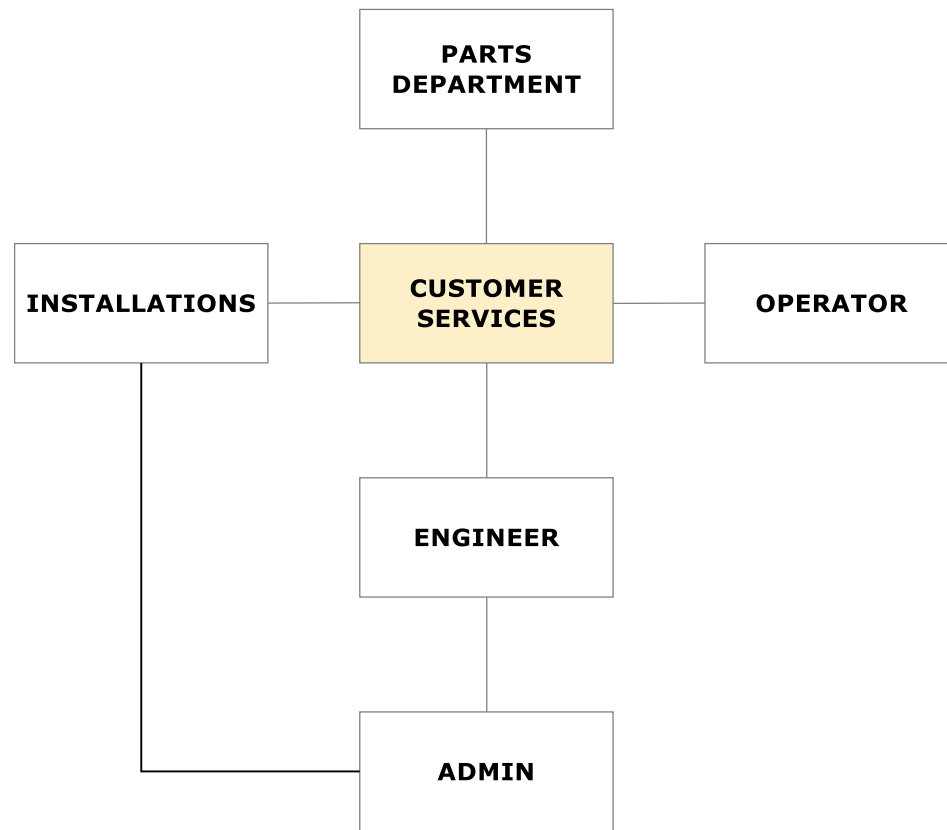 PARTS
DEPARTMENT
INSTALLATIONS
CUSTOMER
SERVICES
OPERATOR
ENGINEER
ADMIN